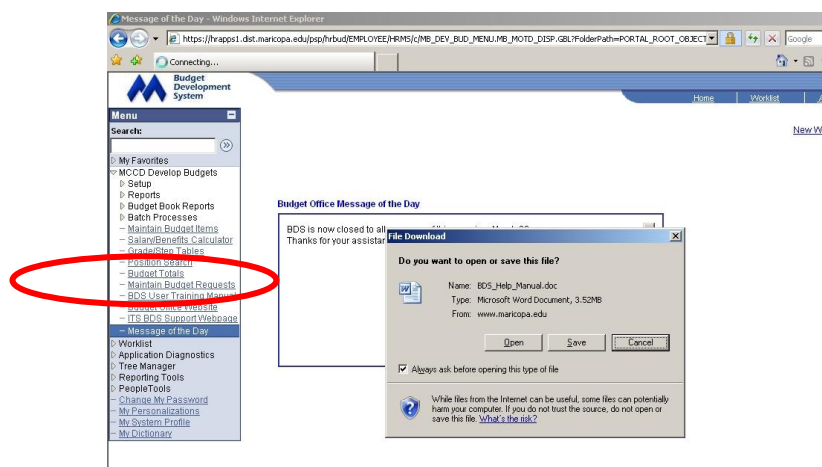 Message of the Day - Windows Internet Explorer
https://hrapps1.dist.maricopa.edu/psp/hrbud/EMPLOYEE/HRMS/c/MB_DEV_BUD_MENU.MB_MOTD_DISP.GBL?FolderPath=PORTAL_ROOT_OBJECT
Google
Connecting...
Budget
Development
System
Home Worklist
Menu
Search:
New W
My Favorites
MCCD Develop Budgets
Setup
Reports
Budget Book Reports
Batch Processes
Maintain Budget Items
Salary/Benefits Calculator
Grade/Step Tables
Position Search
Budget Totals
Maintain Budget Requests
BDS User Training Manual
Budget Office Website
ITS BDS Support Webpage
Message of the Day
Worklist
Application Diagnostics
Tree Manager
Reporting Tools
PeopleTools
Change My Password
My Personalizations
My System Profile
My Dictionary
Budget Office Message of the Day
BDS is now closed to all
Thanks for your assistan
File Download
Do you want to open or save this file?
Name: BDS_Help_Manual.doc
Type: Microsoft Word Document, 3.52MB
From: www.maricopa.edu
Open Save Cancel
Always ask before opening this type of file
While files from the Internet can be useful, some files can potentially
harm your computer. If you do not trust the source, do not open or
save this file. What's the risk?